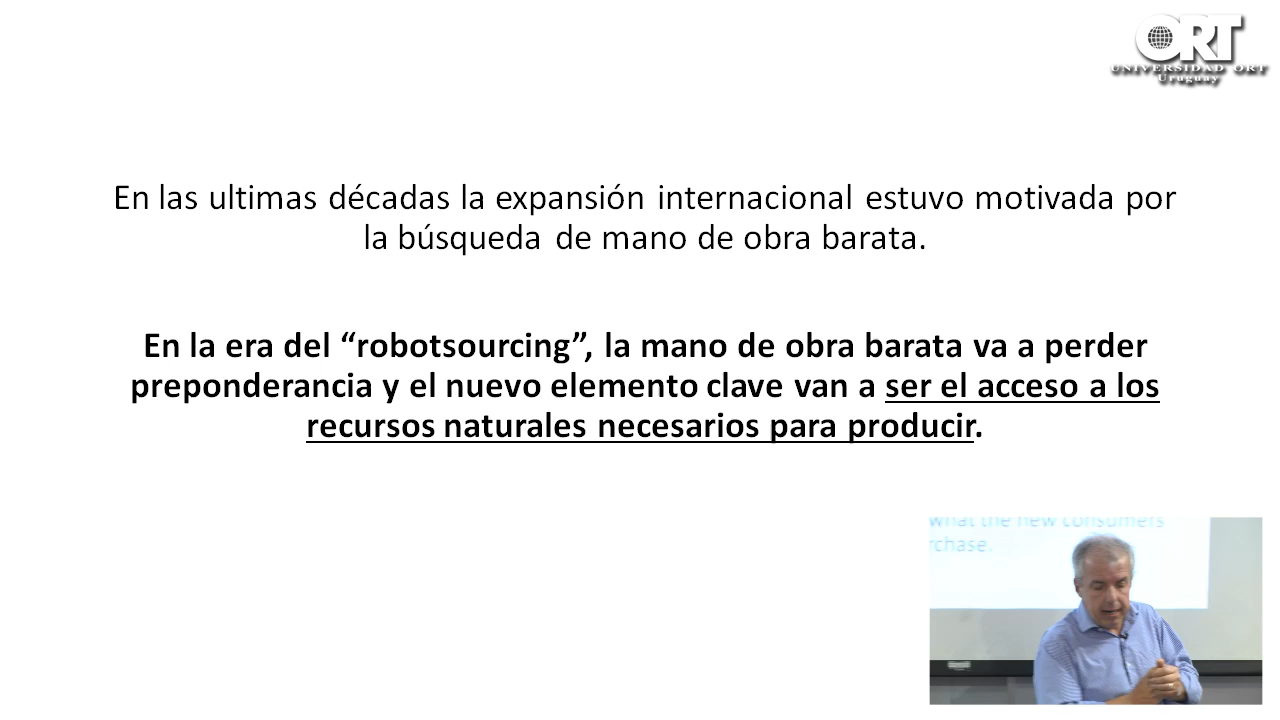 ORT
UNIVERSIDAD ORT
Uruguay
En las ultimas décadas la expansión internacional estuvo motivada por
la búsqueda de mano de obra barata.
En la era del “robotsourcing”, la mano de obra barata va a perder
preponderancia y el nuevo elemento clave van a ser el acceso a los
recursos naturales necesarios para producir.
what the new consumers
rchase.